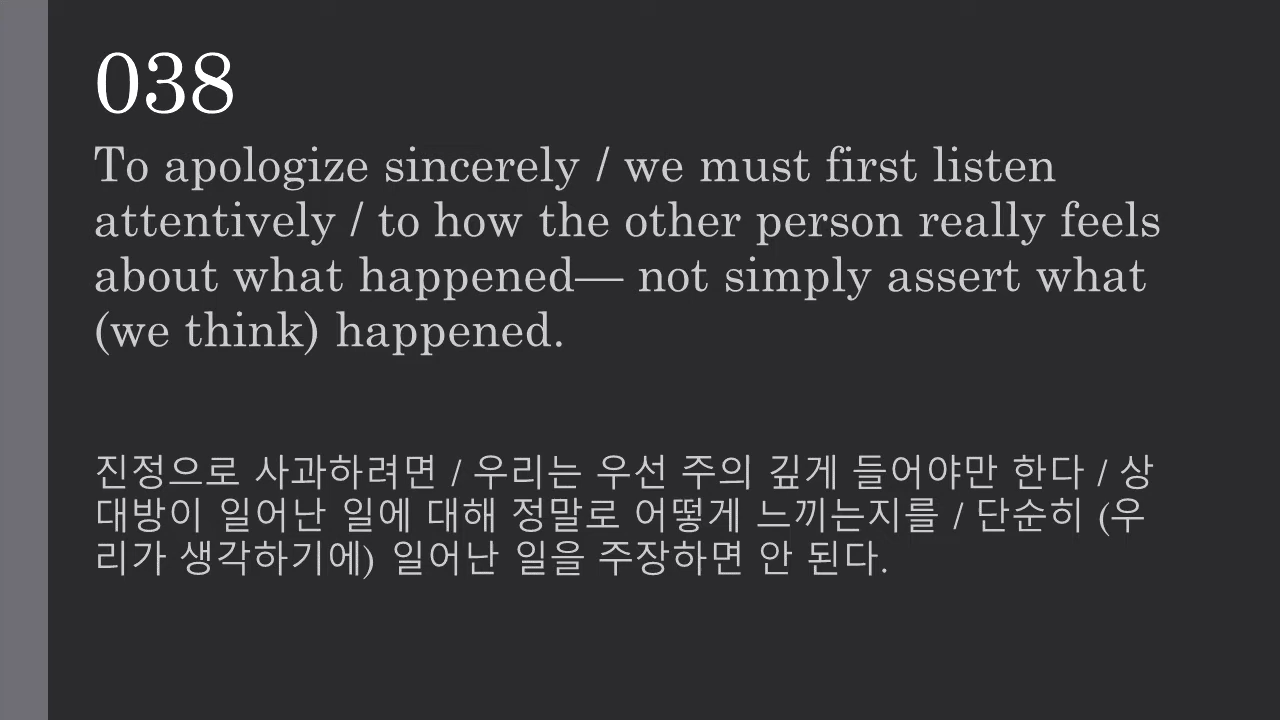 038
To apologize sincerely / we must first listen
attentively / to how the other person really feels
about what happened— not simply assert what
(we think) happened.
진정으로 사과하려면 / 우리는 우선 주의 깊게 들어야만 한다 / 상
대방이 일어난 일에 대해 정말로 어떻게 느끼는지를 / 단순히 (우
리가 생각하기에) 일어난 일을 주장하면 안 된다.